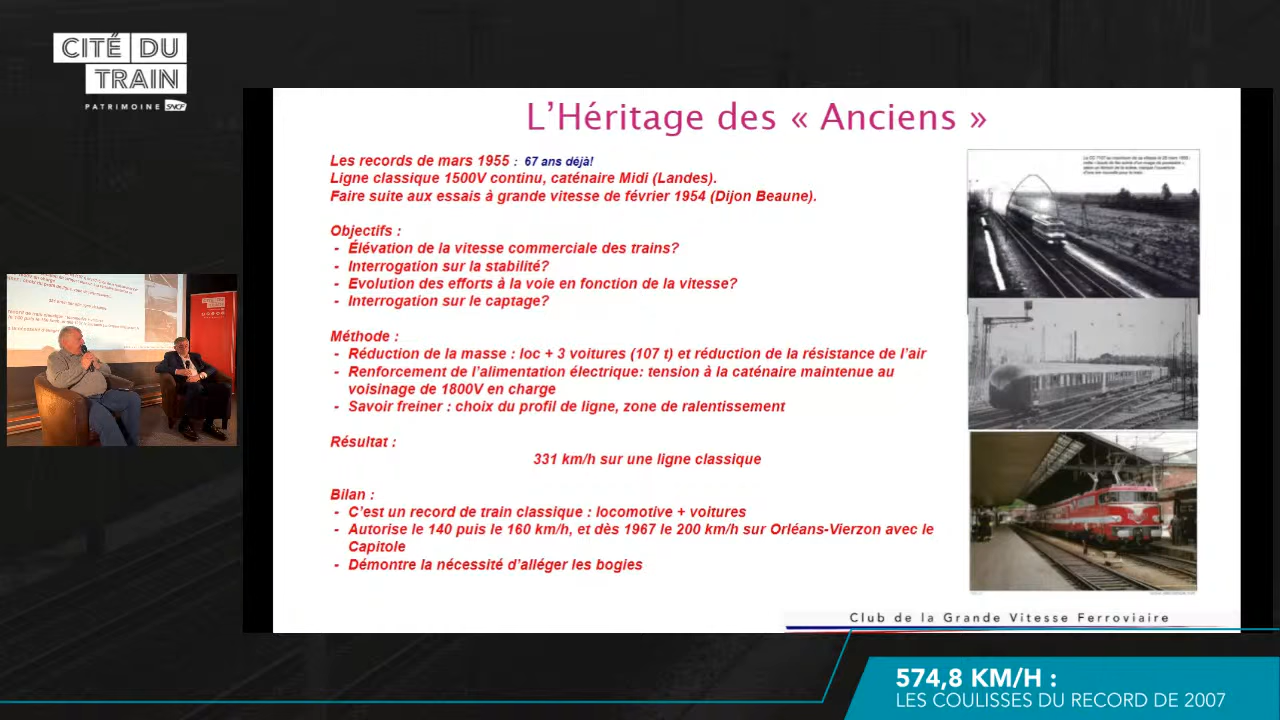 CITÉ DU
TRAIN
PATRIMOINE SNCF
L'Héritage des « Anciens »
Les records de mars 1955 : 67 ans déjà!
Ligne classique 1500V continu, caténaire Midi (Landes).
Faire suite aux essais à grande vitesse de février 1954 (Dijon Beaune).
Objectifs :
- Élévation de la vitesse commerciale des trains?
- Interrogation sur la stabilité?
- Evolution des efforts à la voie en fonction de la vitesse?
- Interrogation sur le captage?
Méthode :
- Réduction de la masse : loc + 3 voitures (107 t) et réduction de la résistance de l'air
- Renforcement de l'alimentation électrique: tension à la caténaire maintenue au
voisinage de 1800V en charge
- Savoir freiner : choix du profil de ligne, zone de ralentissement
Résultat :
331 km/h sur une ligne classique
Bilan :
- C'est un record de train classique : locomotive + voitures
- Autorise le 140 puis le 160 km/h, et dès 1967 le 200 km/h sur Orléans-Vierzon avec le
Capitole
- Démontre la nécessité d'alléger les bogies
Club de la Grande Vitesse Ferroviaire
CITÉ DU
TRAIN
574,8 KM/H :
LES COULISSES DU RECORD DE 2007